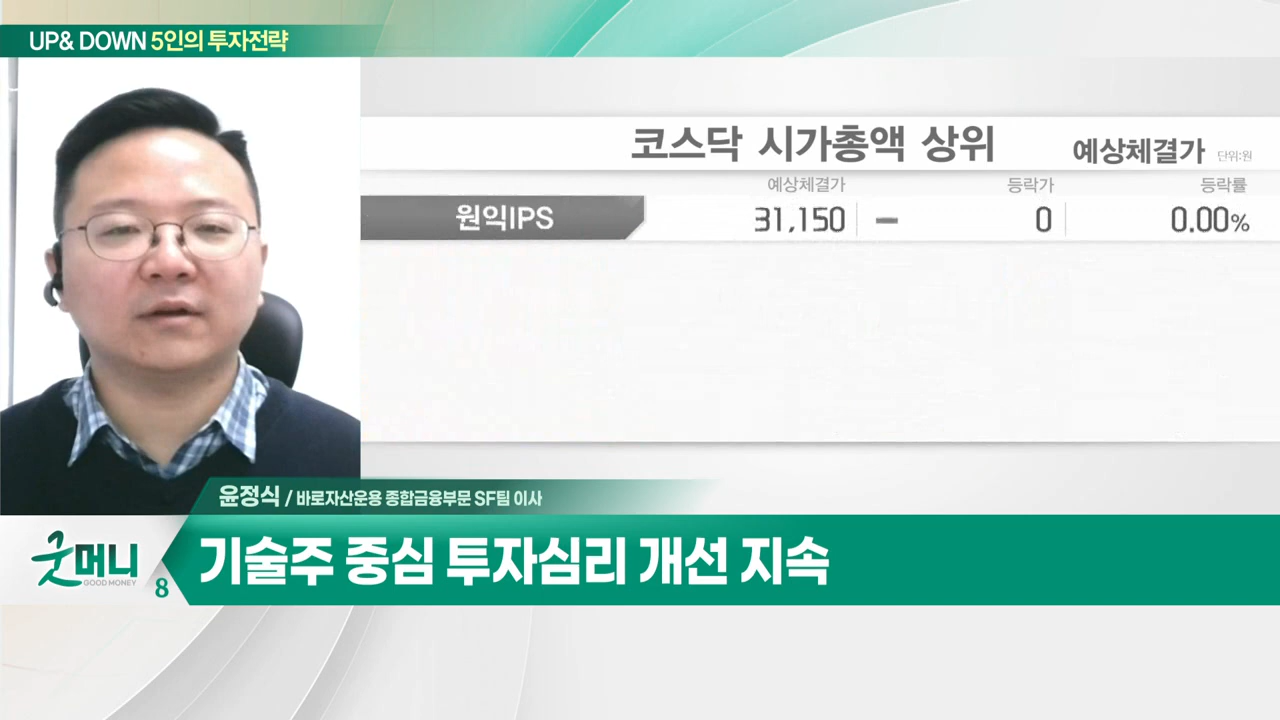 UP& DOWN 5인의 투자전략
코스닥 시가총액 상위
예상체결가 단위:원
예상체결가 등락가 등락률
원익IPS 31,150 0 0.00%
윤정식 / 바로자산운용 종합금융부문 SF팀 이사
굿머니
GOOD MONEY
8
기술주 중심 투자심리 개선 지속